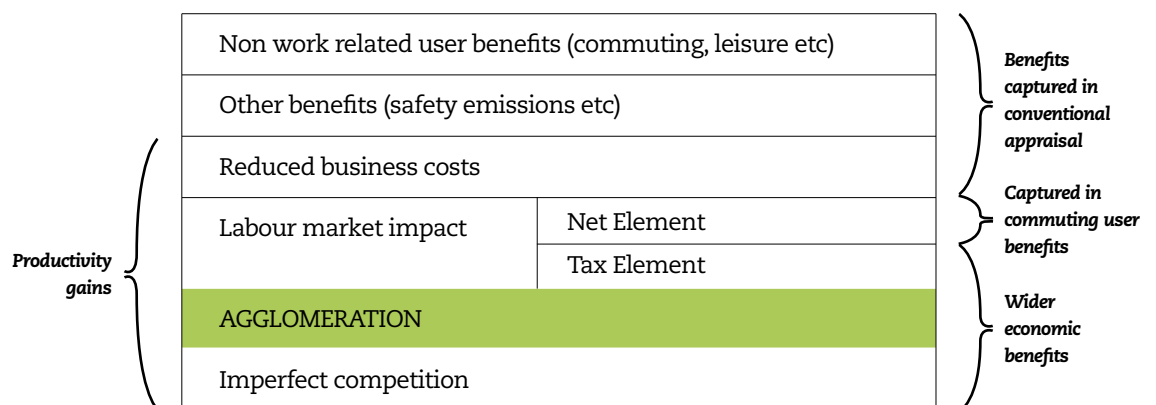 Non work related user benefits (commuting, leisure etc)
Other benefits (safety emissions etc)
Reduced business costs
Labour market impact
Net Element
Tax Element
AGGLOMERATION
Imperfect competition
Productivity
gains
Benefits
captured in
conventional
appraisal
Captured in
commuting user
benefits
Wider
economic
benefits